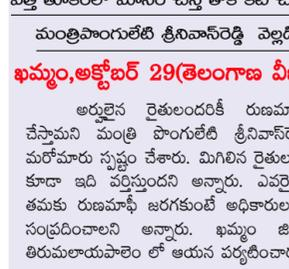 మంత్రిపొంగులేటి శ్రీనివాస్‌రెడ్డి వెల్లడి
ఖమ్మం,అక్టోబర్ 29(తెలంగాణ వీ
అర్హులైన రైతులందరికీ రుణమా
చేస్తామని మంత్రి పొంగులేటి శ్రీనివాస్‌రె
మరోమారు స్పష్టం చేశారు. మిగిలిన రైతుల
కూడా ఇది వర్తిస్తుందని అన్నారు. ఎవరై
తమకు రుణమాఫీ జరగకుంటే అధికారుల
సంప్రదించాలని అన్నారు. ఖమ్మం జి
తిరుమలాయపాలెం లో ఆయన పర్యటించార